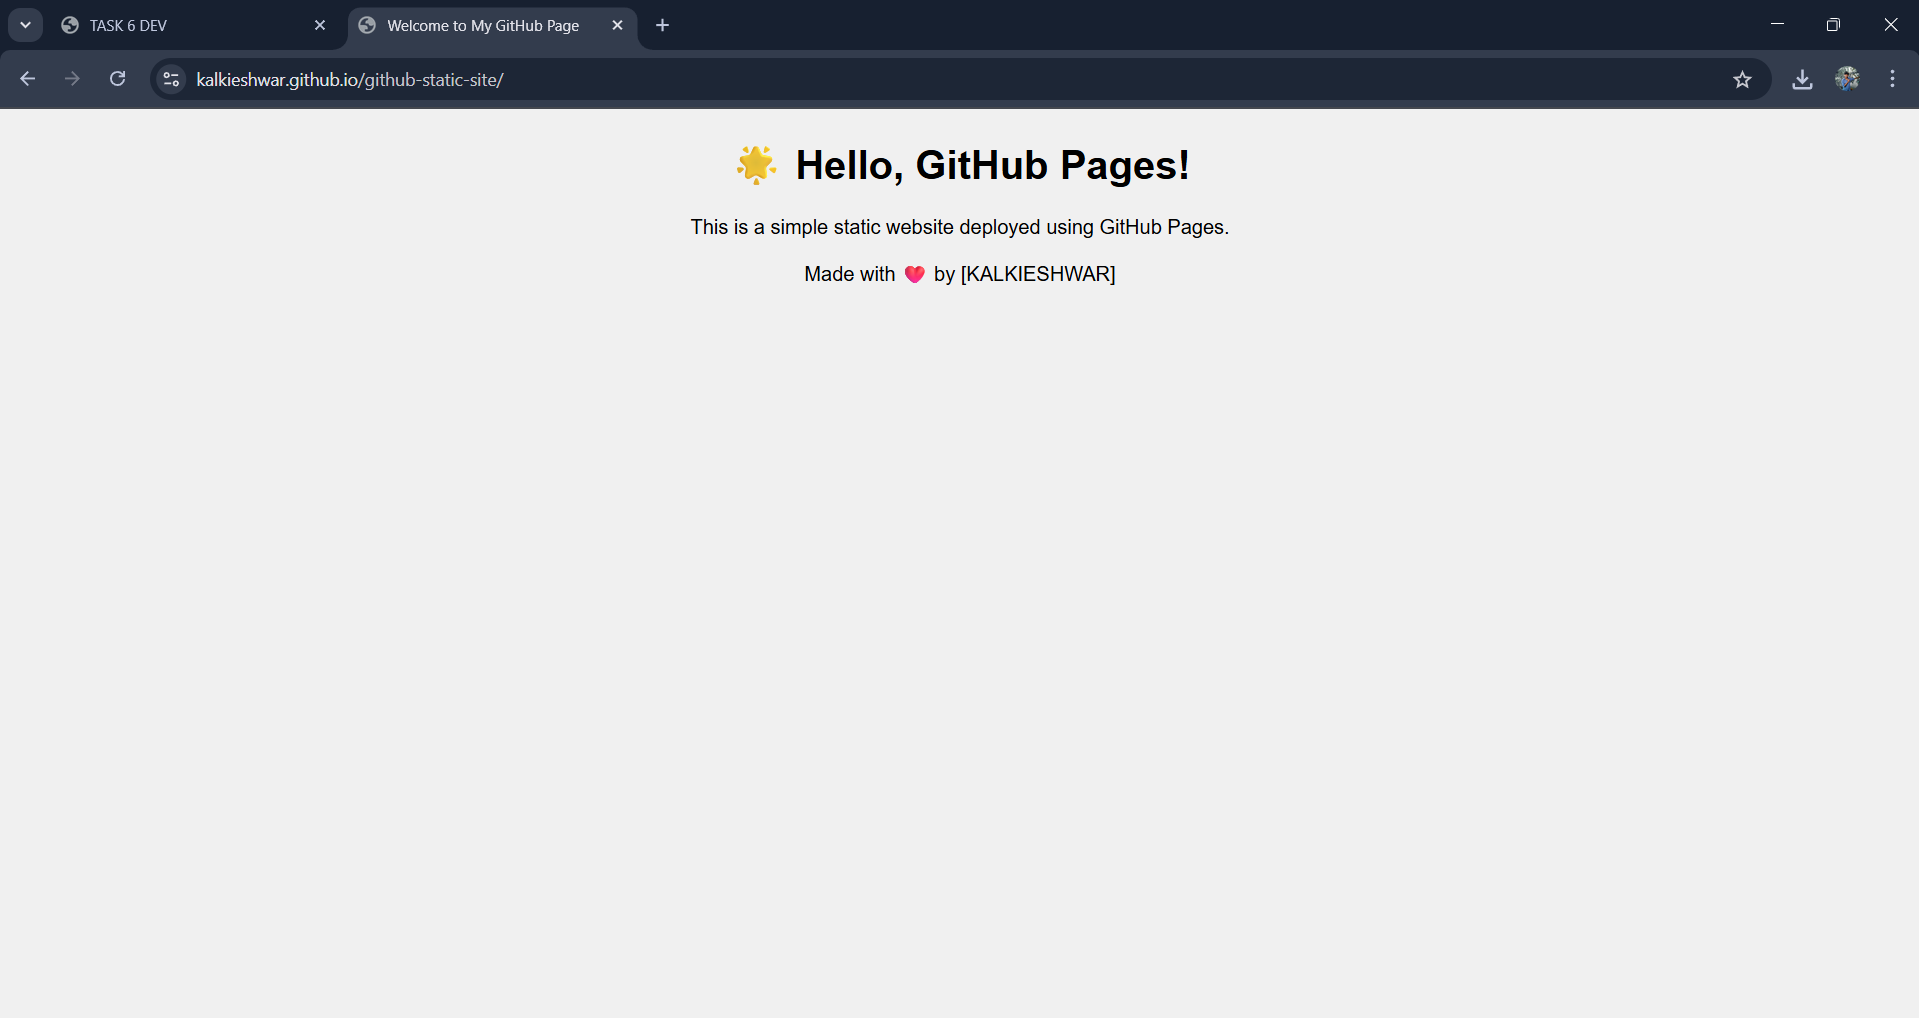 TASK 6 DEV
Welcome to My GitHub Page
kalkieshwar.github.io/github-static-site/
🌟 Hello, GitHub Pages!
This is a simple static website deployed using GitHub Pages.
Made with ❤️ by [KALKIESHWAR]